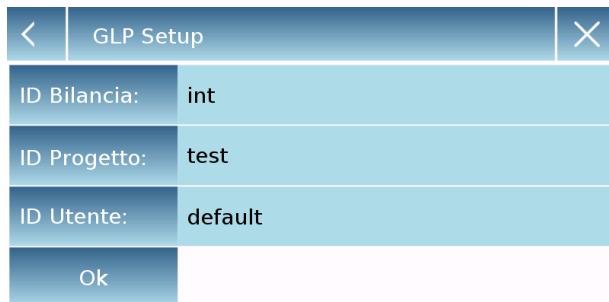 GLP Setup
ID Bilancia: int
ID Progetto: test
ID Utente: default
Ok